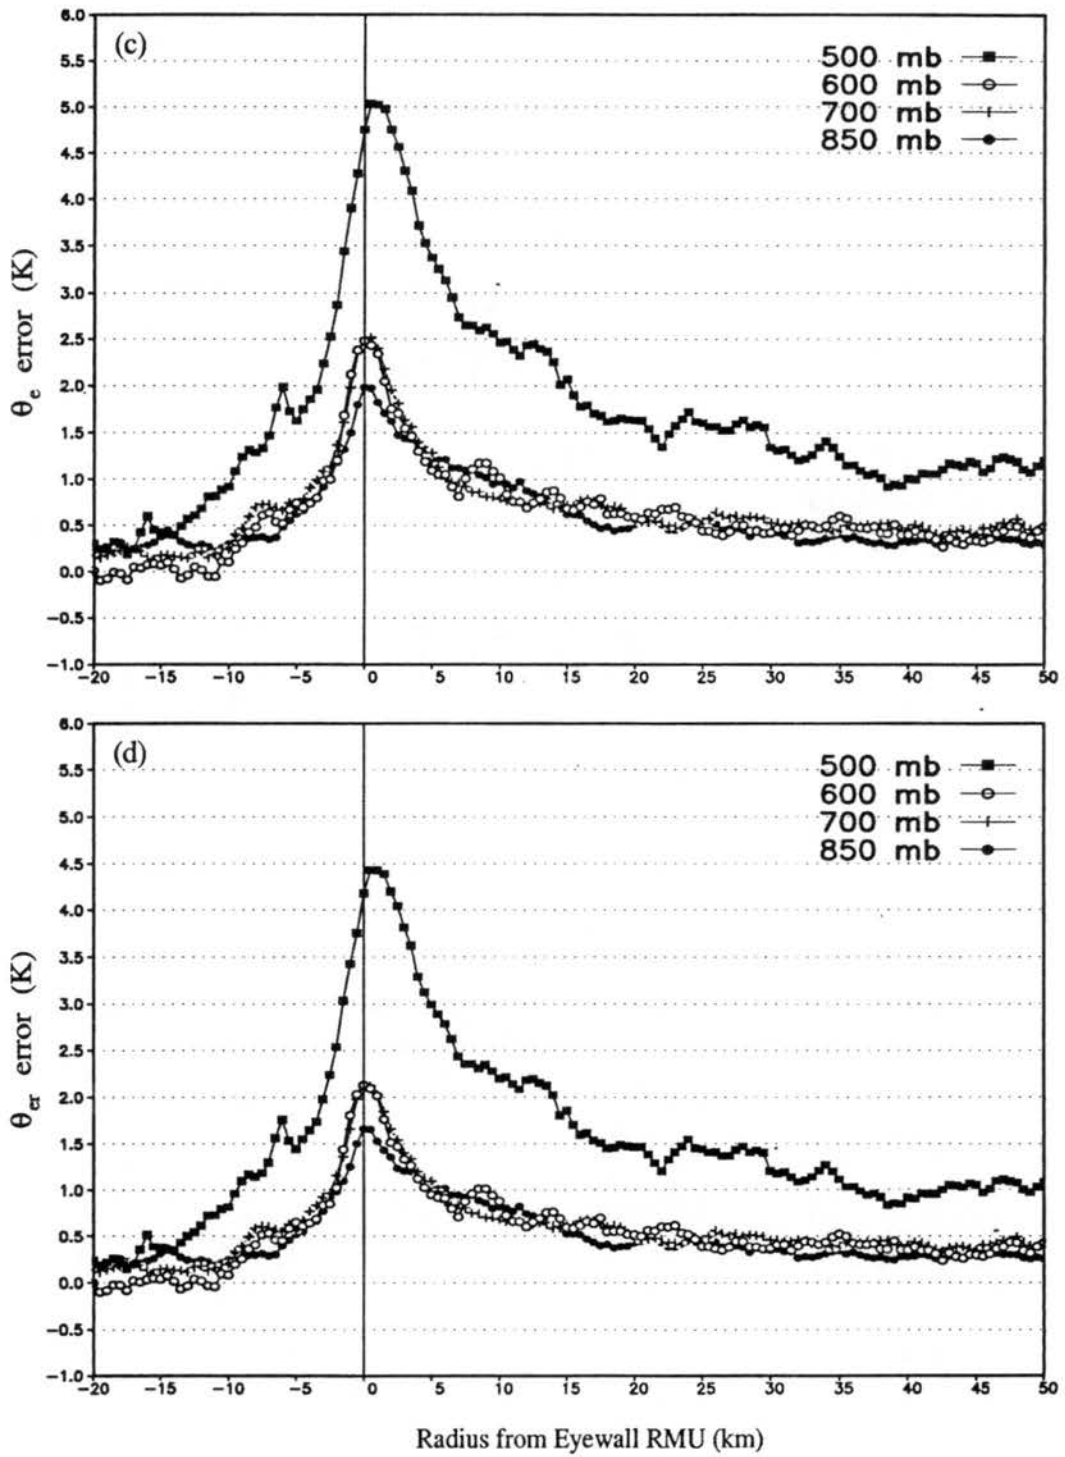 (c)
500 mb
600 mb
700 mb
850 mb
θe error (K)
6.0
5.5
5.0
4.5
4.0
3.5
3.0
2.5
2.0
1.5
1.0
0.5
0.0
−0.5
−1.0
−20 −15 −10 −5 0 5 10 15 20 25 30 35 40 45 50
(d)
500 mb
600 mb
700 mb
850 mb
θer error (K)
6.0
5.5
5.0
4.5
4.0
3.5
3.0
2.5
2.0
1.5
1.0
0.5
0.0
−0.5
−1.0
−20 −15 −10 −5 0 5 10 15 20 25 30 35 40 45 50
Radius from Eyewall RMU (km)